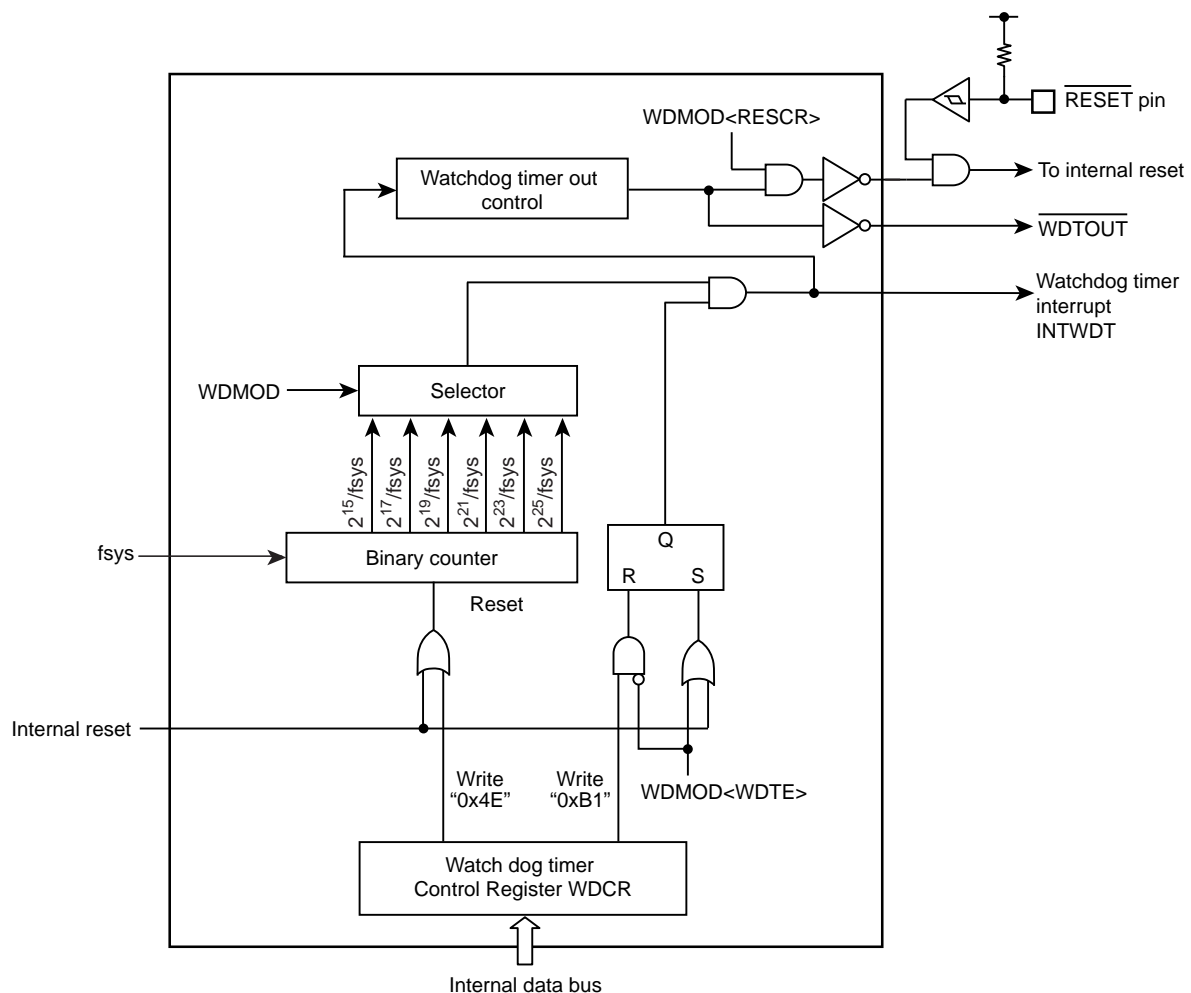 WDMOD<RESCR>
RESET pin
Watchdog timer out
control
To internal reset
WDTOUT
Watchdog timer
interrupt
INTWDT
WDMOD
Selector
2^15/fsys
2^17/fsys
2^19/fsys
2^21/fsys
2^23/fsys
2^25/fsys
fsys
Binary counter
Q
R S
Reset
Internal reset
Write
“0x4E”
Write
“0xB1”
WDMOD<WDTE>
Watch dog timer
Control Register WDCR
Internal data bus